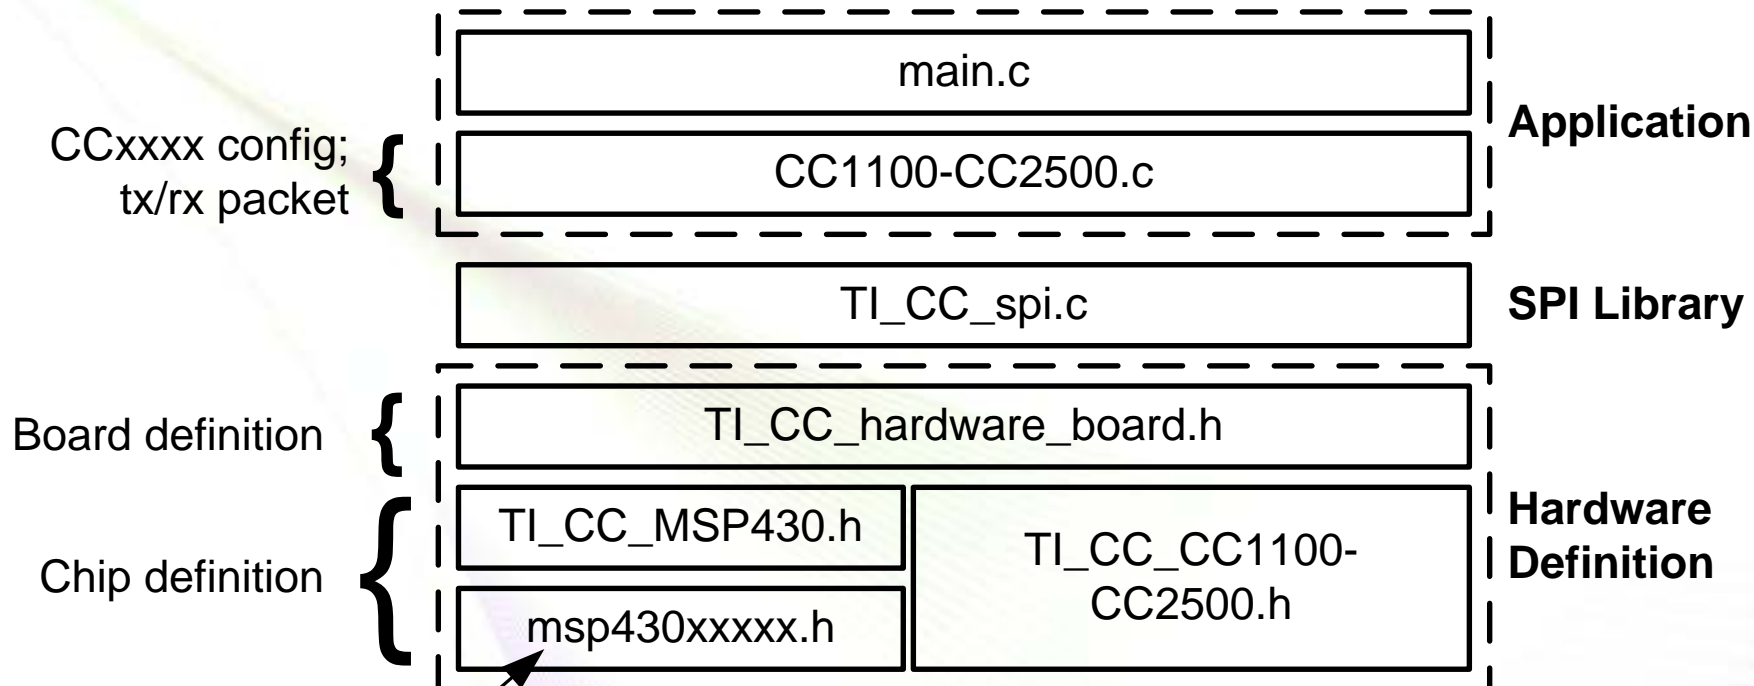 main.c
Application
CCxxxx config;
tx/rx packet
{
CC1100-CC2500.c
TI_CC_spi.c
SPI Library
Board definition
{
TI_CC_hardware_board.h
Chip definition
{
TI_CC_MSP430.h
msp430xxxxx.h
TI_CC_CC1100-
CC2500.h
Hardware
Definition